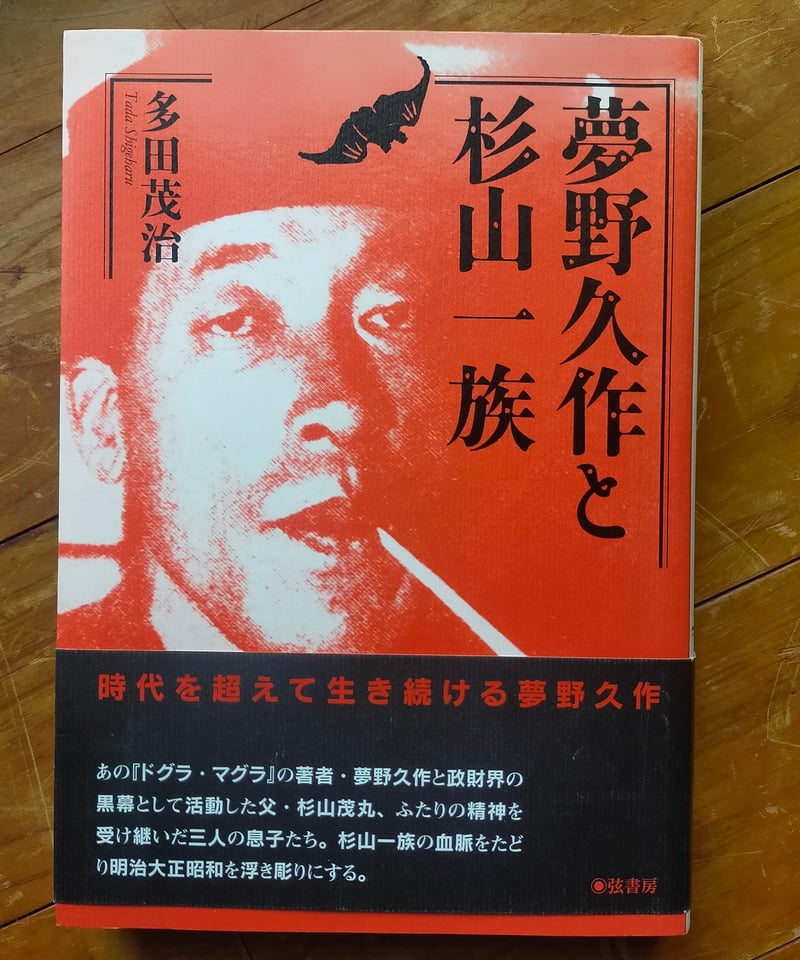 夢野久作と
杉山一族
多田茂治
Tada Shigeharu
時代を超えて生き続ける夢野久作
あの『ドグラ・マグラ』の著者・夢野久作と政財界の
黒幕として活動した父・杉山茂丸、ふたりの精神を
受け継いだ三人の息子たち。杉山一族の血脈をたど
り明治大正昭和を浮き彫りにする。
◉弦書房